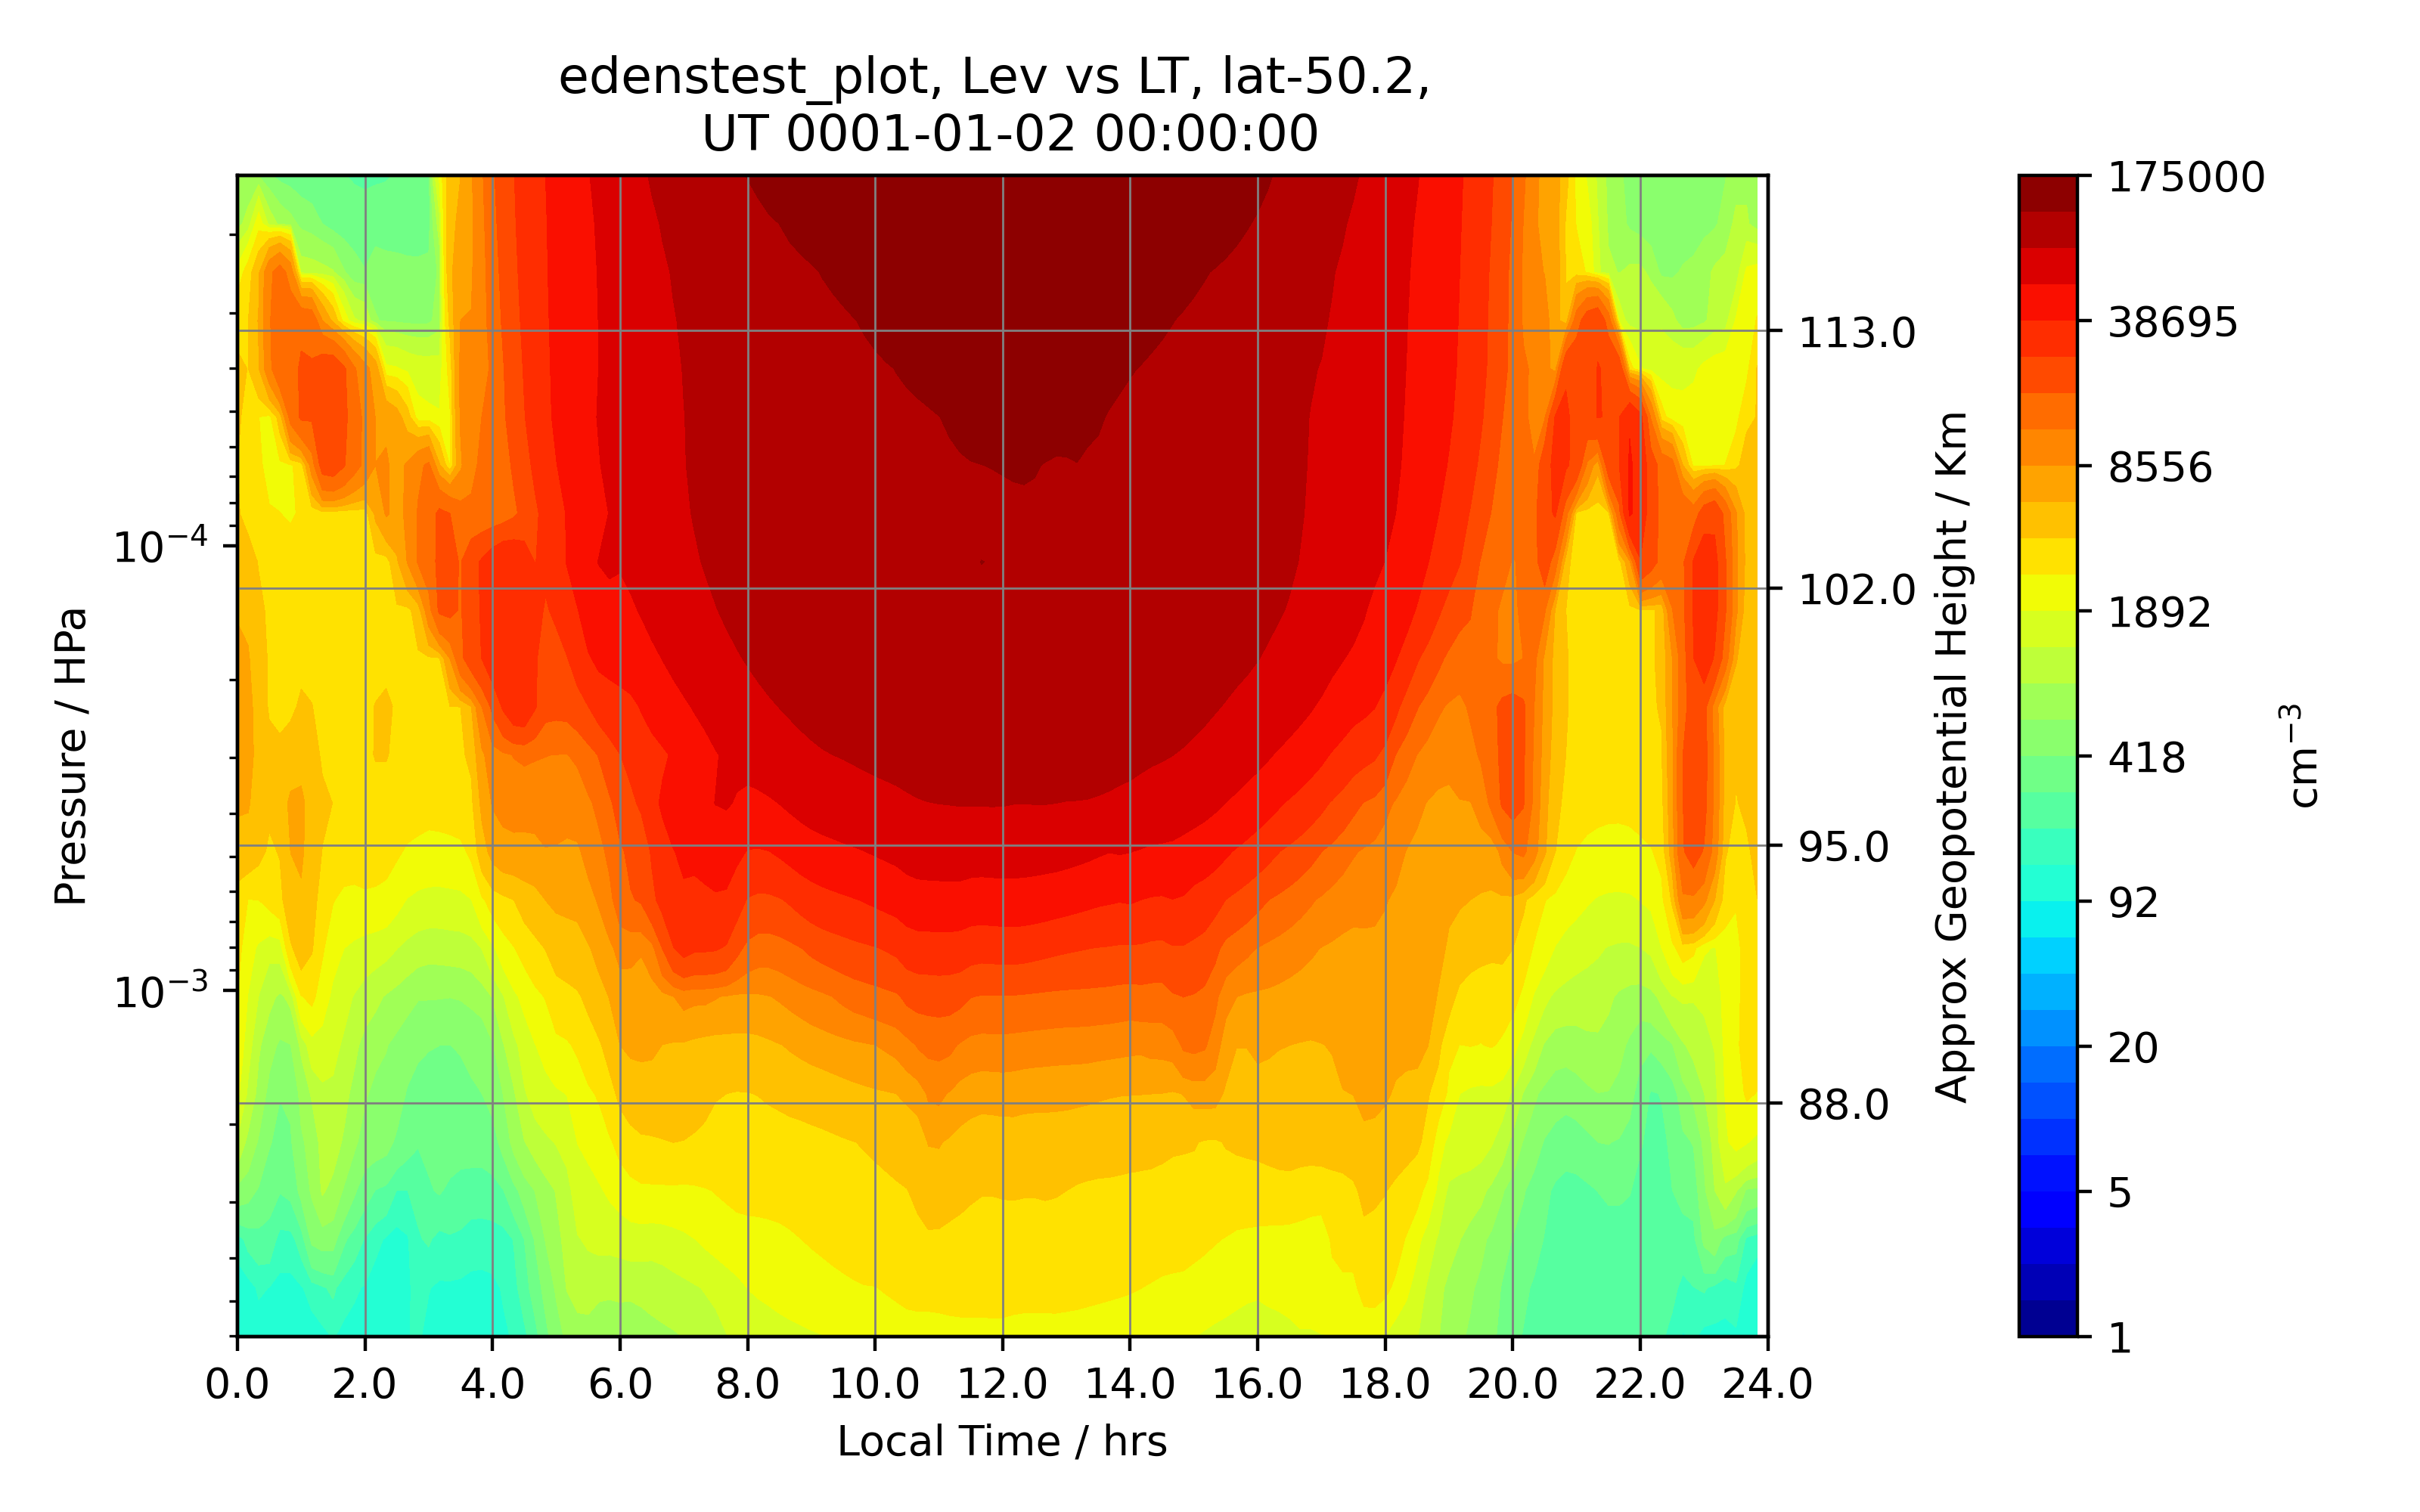 edenstest_plot, Lev vs LT, lat-50.2,
UT 0001-01-02 00:00:00
Pressure / HPa
10⁻⁴
10⁻³
0.0 2.0 4.0 6.0 8.0 10.0 12.0 14.0 16.0 18.0 20.0 22.0 24.0
Local Time / hrs
113.0
102.0
95.0
88.0
Approx Geopotential Height / Km
175000
38695
8556
1892
418
92
20
5
1
cm⁻³